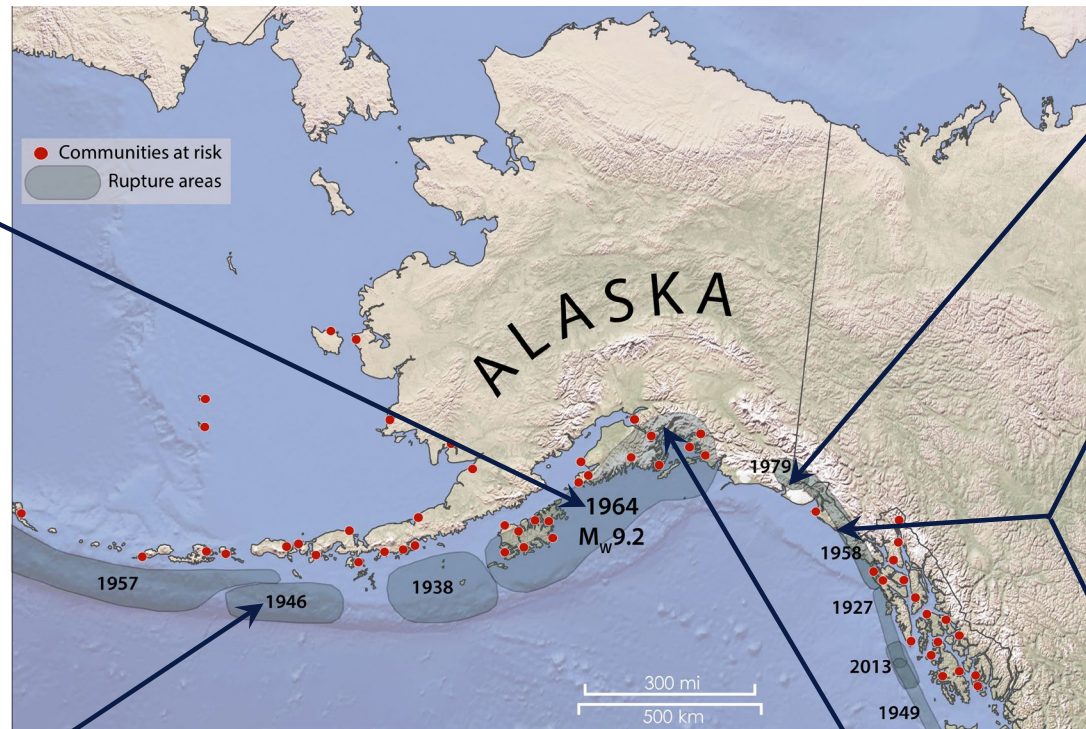 Communities at risk
Rupture areas
ALASKA
1979
1964
Mw9.2
1958
1957
1946
1938
1927
2013
1949
300 mi
500 km